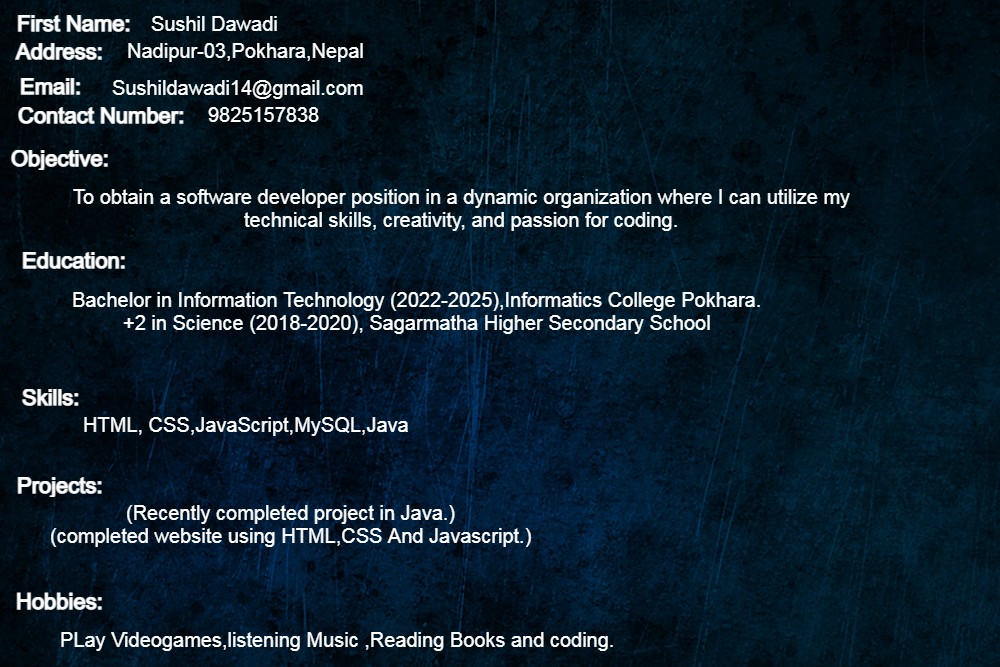 First Name: Sushil Dawadi
Address: Nadipur-03,Pokhara,Nepal
Email: Sushildawadi14@gmail.com
Contact Number: 9825157838
Objective:
To obtain a software developer position in a dynamic organization where I can utilize my
technical skills, creativity, and passion for coding.
Education:
Bachelor in Information Technology (2022-2025),Informatics College Pokhara.
+2 in Science (2018-2020), Sagarmatha Higher Secondary School
Skills:
HTML, CSS,JavaScript,MySQL,Java
Projects:
(Recently completed project in Java.)
(completed website using HTML,CSS And Javascript.)
Hobbies:
PLay Videogames,listening Music ,Reading Books and coding.